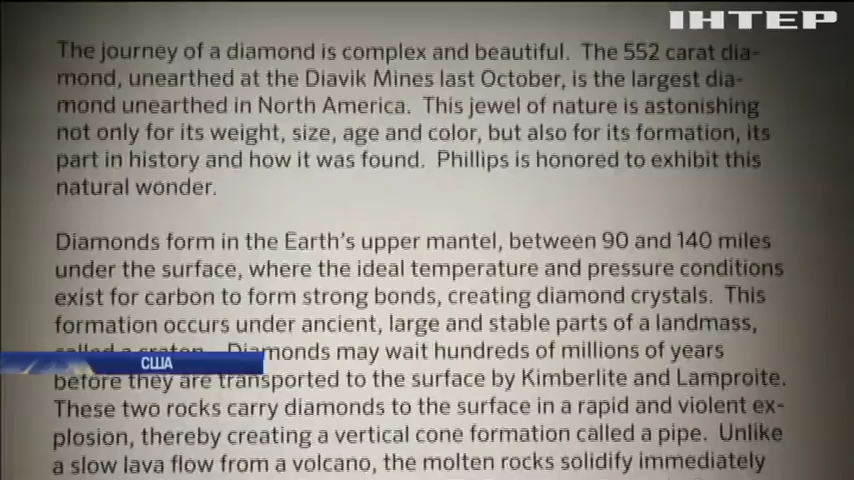 ІНТЕР
The journey of a diamond is complex and beautiful. The 552 carat dia-
mond, unearthed at the Diavik Mines last October, is the largest dia-
mond unearthed in North America. This jewel of nature is astonishing
not only for its weight, size, age and color, but also for its formation, its
part in history and how it was found. Phillips is honored to exhibit this
natural wonder.
Diamonds form in the Earth's upper mantel, between 90 and 140 miles
under the surface, where the ideal temperature and pressure conditions
exist for carbon to form strong bonds, creating diamond crystals. This
formation occurs under ancient, large and stable parts of a landmass,
called a craton. Diamonds may wait hundreds of millions of years
США
before they are transported to the surface by Kimberlite and Lamproite.
These two rocks carry diamonds to the surface in a rapid and violent ex-
plosion, thereby creating a vertical cone formation called a pipe. Unlike
a slow lava flow from a volcano, the molten rocks solidify immediately